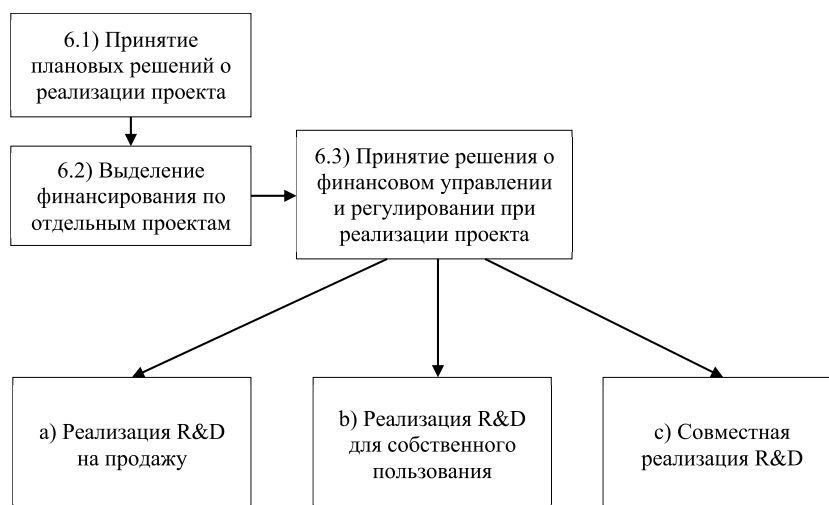 6.1) Принятие
плановых решений о
реализации проекта
6.2) Выделение
финансирования по
отдельным проектам
6.3) Принятие решения о
финансовом управлении
и регулировании при
реализации проекта
a) Реализация R&D
на продажу
b) Реализация R&D
для собственного
пользования
c) Совместная
реализация R&D